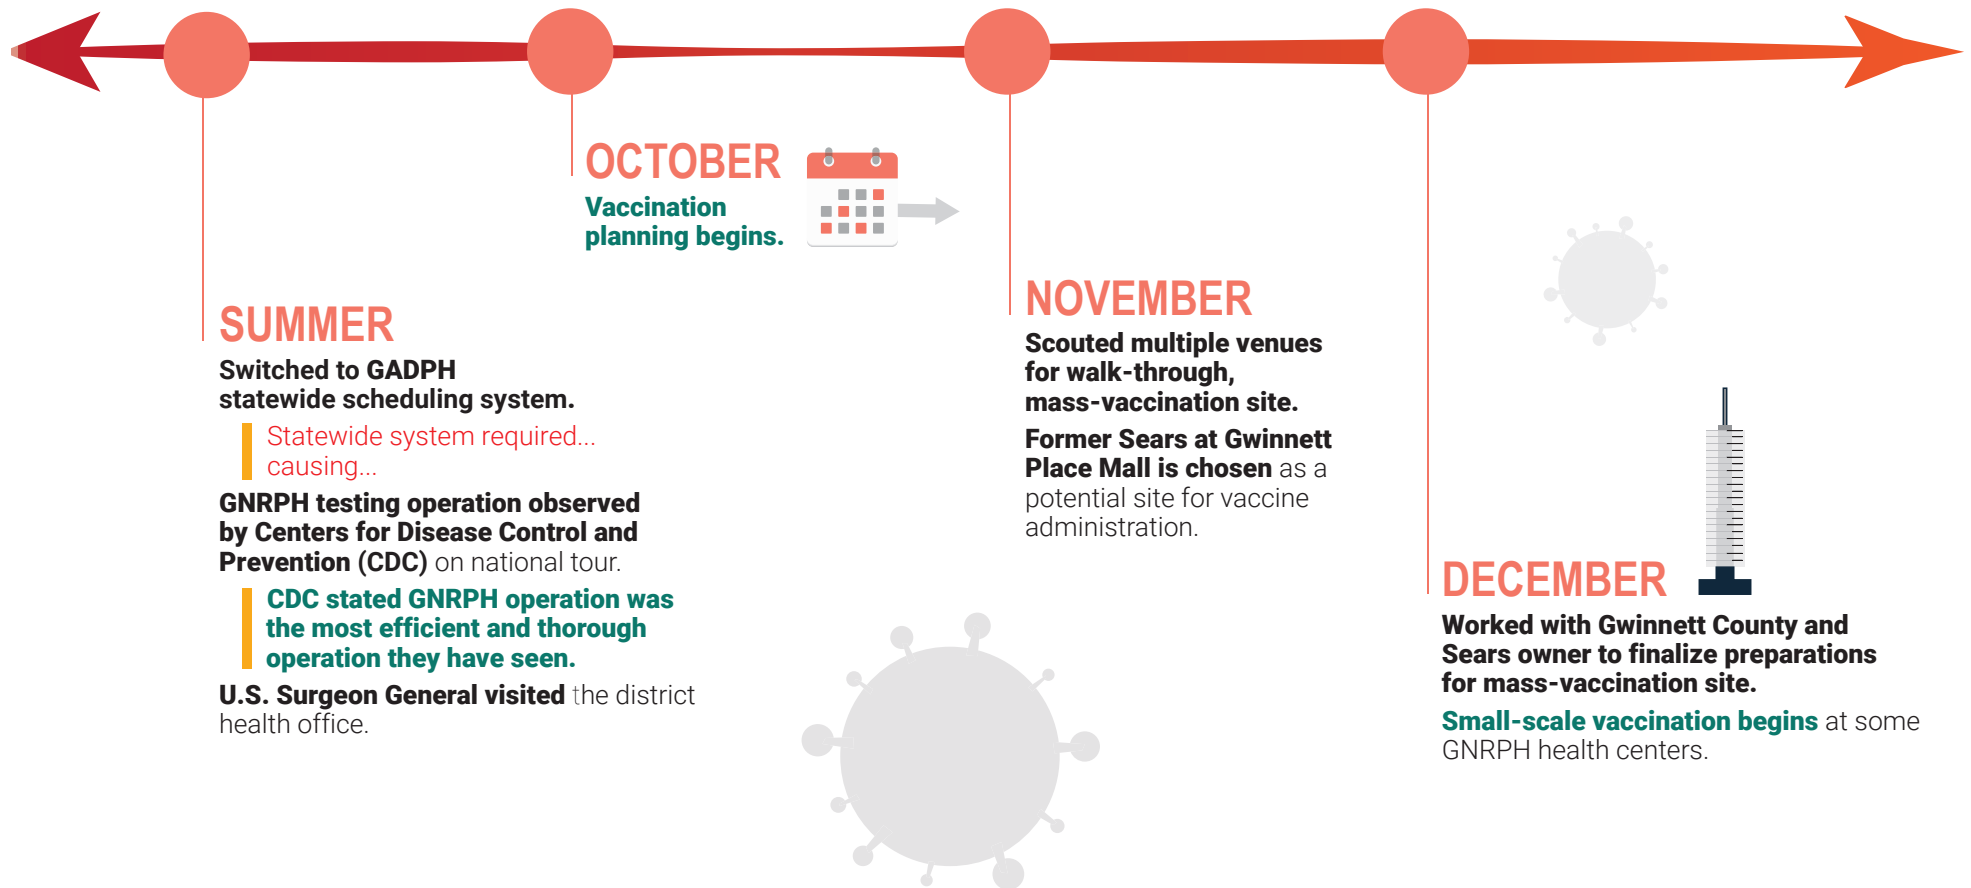 SUMMER
Switched to GADPH
statewide scheduling system.
Statewide system required...
causing...
GNRPH testing operation observed
by Centers for Disease Control and
Prevention (CDC) on national tour.
CDC stated GNRPH operation was
the most efficient and thorough
operation they have seen.
U.S. Surgeon General visited the district
health office.
OCTOBER
Vaccination
planning begins.
NOVEMBER
Scouted multiple venues
for walk-through,
mass-vaccination site.
Former Sears at Gwinnett
Place Mall is chosen as a
potential site for vaccine
administration.
DECEMBER
Worked with Gwinnett County and
Sears owner to finalize preparations
for mass-vaccination site.
Small-scale vaccination begins at some
GNRPH health centers.